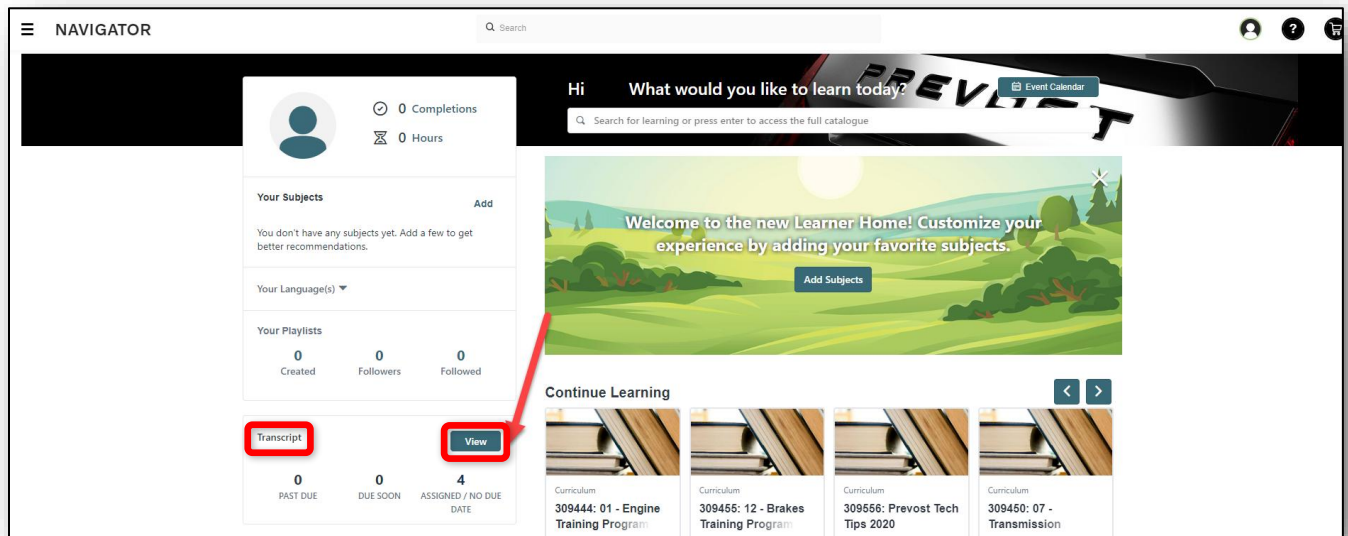 NAVIGATOR
Search
?
Hi What would you like to learn today?
PREVOST
Event Calendar
Search for learning or press enter to access the full catalogue
0 Completions
0 Hours
Your Subjects
Add
You don't have any subjects yet. Add a few to get
better recommendations.
Your Language(s)
Your Playlists
0 0 0
Created Followers Followed
Transcript
View
0 0 4
PAST DUE DUE SOON ASSIGNED / NO DUE
DATE
Welcome to the new Learner Home! Customize your
experience by adding your favorite subjects.
Add Subjects
Continue Learning
Curriculum
309444: 01 - Engine
Training Program
Curriculum
309455: 12 - Brakes
Training Program
Curriculum
309556: Prevost Tech
Tips 2020
Curriculum
309450: 07 -
Transmission